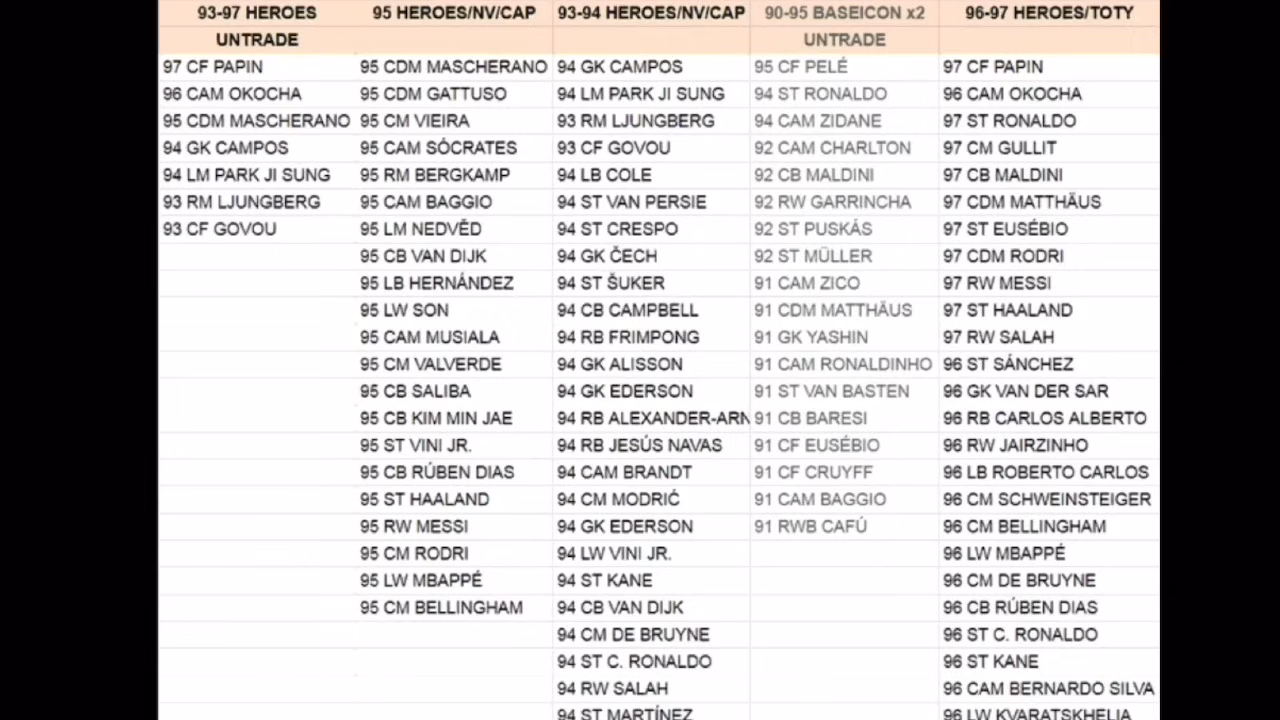 93-97 HEROES 95 HEROES/NV/CAP 93-94 HEROES/NV/CAP 90-95 BASEICON x2 96-97 HEROES/TOTY
UNTRADE UNTRADE
97 CF PAPIN 95 CDM MASCHERANO 94 GK CAMPOS 95 CF PELÉ 97 CF PAPIN
96 CAM OKOCHA 95 CDM GATTUSO 94 LM PARK JI SUNG 94 ST RONALDO 96 CAM OKOCHA
95 CDM MASCHERANO 95 CM VIEIRA 93 RM LJUNGBERG 94 CAM ZIDANE 97 ST RONALDO
94 GK CAMPOS 95 CAM SÓCRATES 93 CF GOVOU 92 CAM CHARLTON 97 CM GULLIT
94 LM PARK JI SUNG 95 RM BERGKAMP 94 LB COLE 92 CB MALDINI 97 CB MALDINI
93 RM LJUNGBERG 95 CAM BAGGIO 94 ST VAN PERSIE 92 RW GARRINCHA 97 CDM MATTHÄUS
93 CF GOVOU 95 LM NEDVĚD 94 ST CRESPO 92 ST PUSKÁS 97 ST EUSÉBIO
95 CB VAN DIJK 94 GK ČECH 92 ST MÜLLER 97 CDM RODRI
95 LB HERNÁNDEZ 94 ST ŠUKER 91 CAM ZICO 97 RW MESSI
95 LW SON 94 CB CAMPBELL 91 CDM MATTHÄUS 97 ST HAALAND
95 CAM MUSIALA 94 RB FRIMPONG 91 GK YASHIN 97 RW SALAH
95 CM VALVERDE 94 GK ALISSON 91 CAM RONALDINHO 96 ST SÁNCHEZ
95 CB SALIBA 94 GK EDERSON 91 ST VAN BASTEN 96 GK VAN DER SAR
95 CB KIM MIN JAE 94 RB ALEXANDER-ARN 91 CB BARESI 96 RB CARLOS ALBERTO
95 ST VINI JR. 94 RB JESÚS NAVAS 91 CF EUSÉBIO 96 RW JAIRZINHO
95 CB RÚBEN DIAS 94 CAM BRANDT 91 CF CRUYFF 96 LB ROBERTO CARLOS
95 ST HAALAND 94 CM MODRIĆ 91 CAM BAGGIO 96 CM SCHWEINSTEIGER
95 RW MESSI 94 GK EDERSON 91 RWB CAFÚ 96 CM BELLINGHAM
95 CM RODRI 94 LW VINI JR. 96 LW MBAPPÉ
95 LW MBAPPÉ 94 ST KANE 96 CM DE BRUYNE
95 CM BELLINGHAM 94 CB VAN DIJK 96 CB RÚBEN DIAS
94 CM DE BRUYNE 96 ST C. RONALDO
94 ST C. RONALDO 96 ST KANE
94 RW SALAH 96 CAM BERNARDO SILVA
94 ST MARTÍNEZ 96 LW KVARATSKHELIA